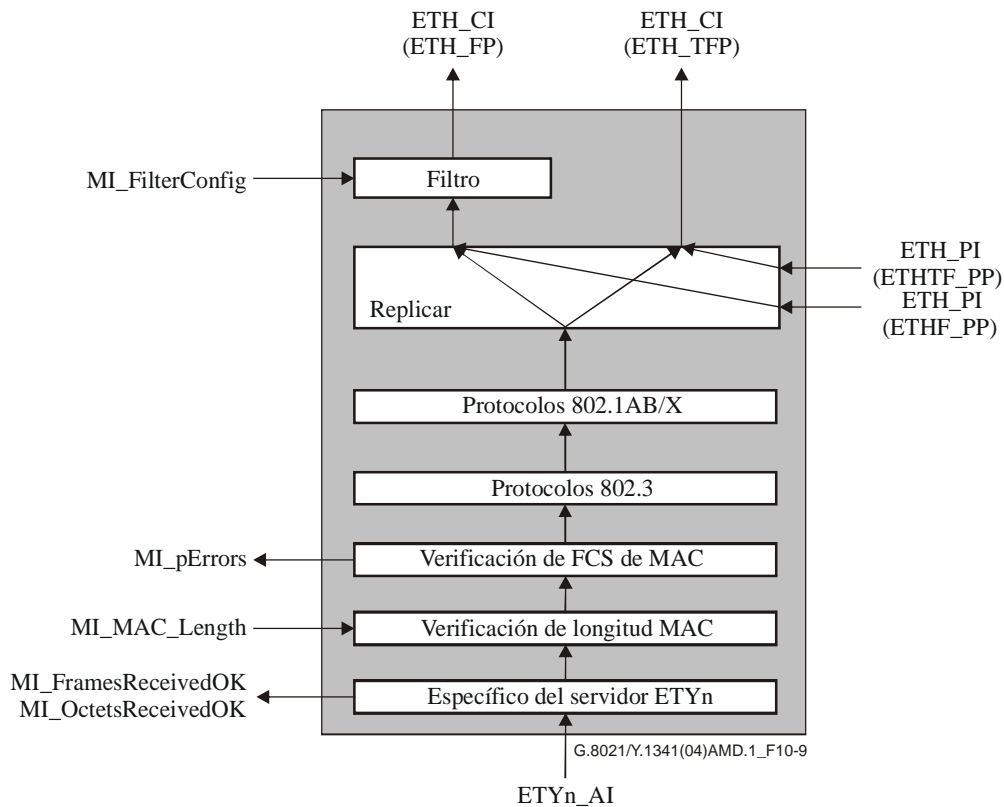 ETH_CI
(ETH_FP)
ETH_CI
(ETH_TFP)
MI_FilterConfig
Filtro
Replicar
ETH_PI
(ETHTF_PP)
ETH_PI
(ETHF_PP)
Protocolos 802.1AB/X
Protocolos 802.3
MI_pErrors
Verificación de FCS de MAC
MI_MAC_Length
Verificación de longitud MAC
MI_FramesReceivedOK
MI_OctetsReceivedOK
Específico del servidor ETYn
G.8021/Y.1341(04)AMD.1_F10-9
ETYn_AI